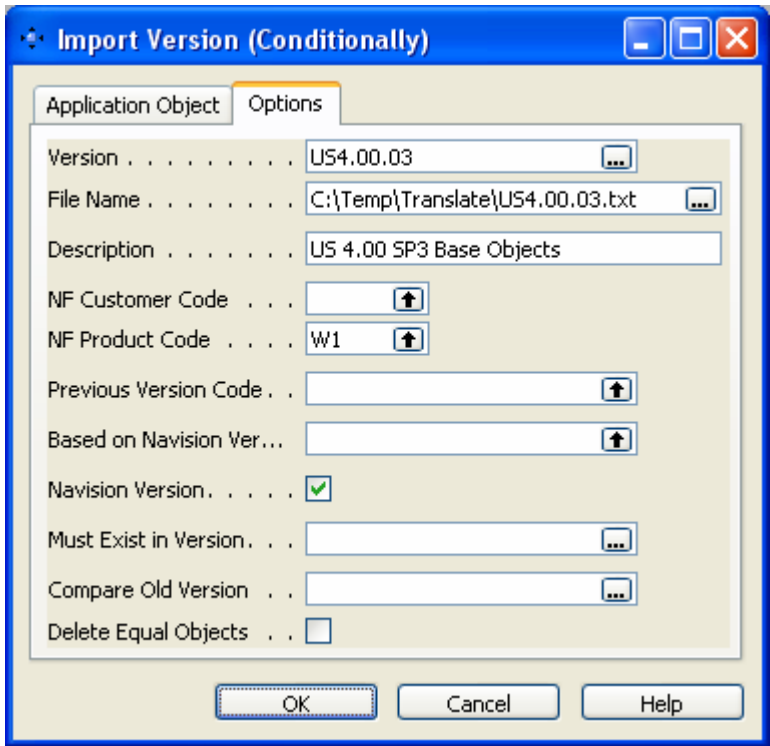 Import Version (Conditionally)
Application Object Options
Version . . . . . . . . . US4.00.03 ...
File Name . . . . . . . . C:\Temp\Translate\US4.00.03.txt ...
Description . . . . . . . US 4.00 SP3 Base Objects
NF Customer Code . . .
NF Product Code . . . . W1
Previous Version Code . .
Based on Navision Ver...
Navision Version . . . . .
Must Exist in Version . . . ...
Compare Old Version . . ...
Delete Equal Objects . .
OK Cancel Help